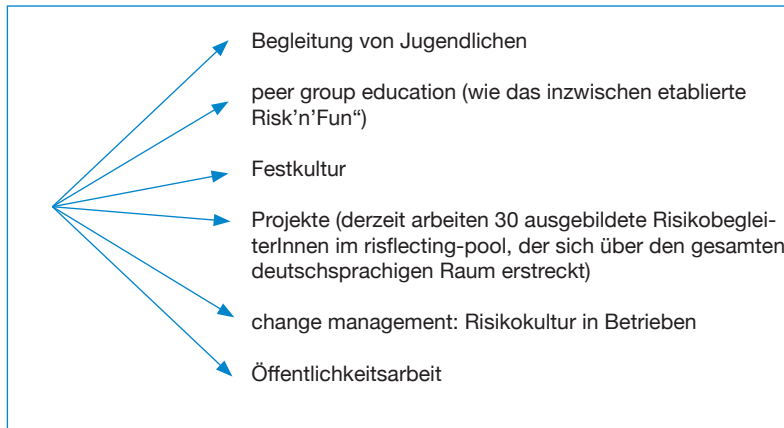 Begleitung von Jugendlichen
peer group education (wie das inzwischen etablierte
Risk’n’Fun“)
Festkultur
Projekte (derzeit arbeiten 30 ausgebildete Risikobeglei-
terInnen im risflecting-pool, der sich über den gesamten
deutschsprachigen Raum erstreckt)
change management: Risikokultur in Betrieben
Öffentlichkeitsarbeit